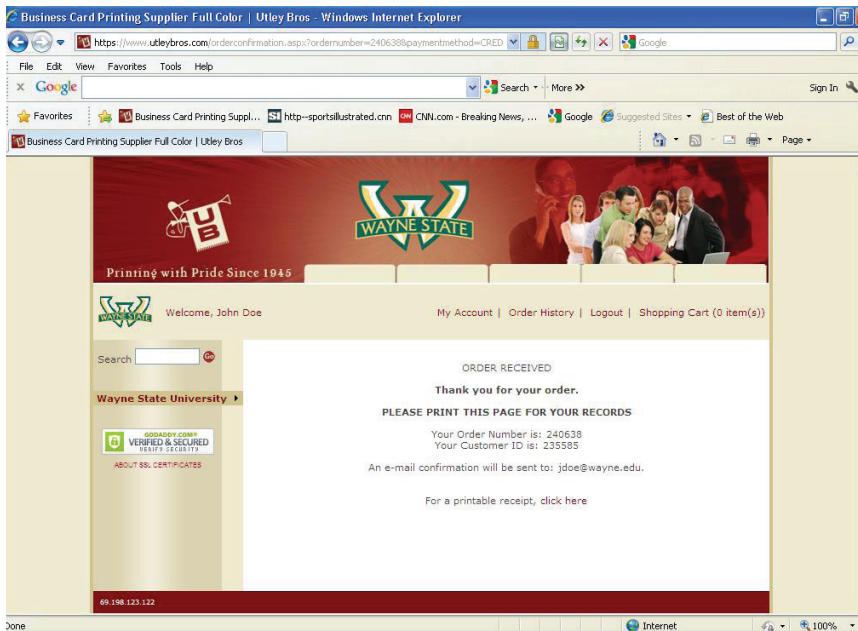 Business Card Printing Supplier Full Color | Utley Bros - Windows Internet Explorer
https://www.utleybros.com/orderconfirmation.aspx?ordernumber=240638&paymentmethod=CRED
Google
File Edit View Favorites Tools Help
x Google Search More >> Sign In
Favorites Business Card Printing Suppl... SI http--sportsillustrated.cnn CNN CNN.com - Breaking News, ... Google Suggested Sites Best of the Web
Business Card Printing Supplier Full Color | Utley Bros Page
UB
WAYNE STATE
Printing with Pride Since 1945
WAYNE STATE
Welcome, John Doe
My Account | Order History | Logout | Shopping Cart (0 item(s))
Search Go
ORDER RECEIVED
Thank you for your order.
Wayne State University
PLEASE PRINT THIS PAGE FOR YOUR RECORDS
GODADDY.COM®
VERIFIED & SECURED
VERIFY SECURITY
ABOUT SSL CERTIFICATES
Your Order Number is: 240638
Your Customer ID is: 235585
An e-mail confirmation will be sent to: jdoe@wayne.edu.
For a printable receipt, click here
69.198.123.122
Done Internet 100%